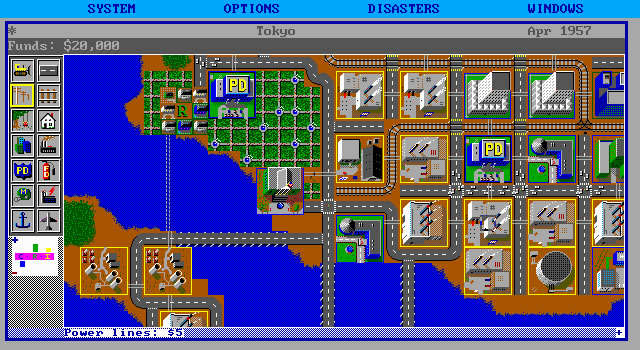 SYSTEM OPTIONS DISASTERS WINDOWS
Tokyo Apr 1957
Funds: $20,000
PD
PD
PD
R
Power lines: $5